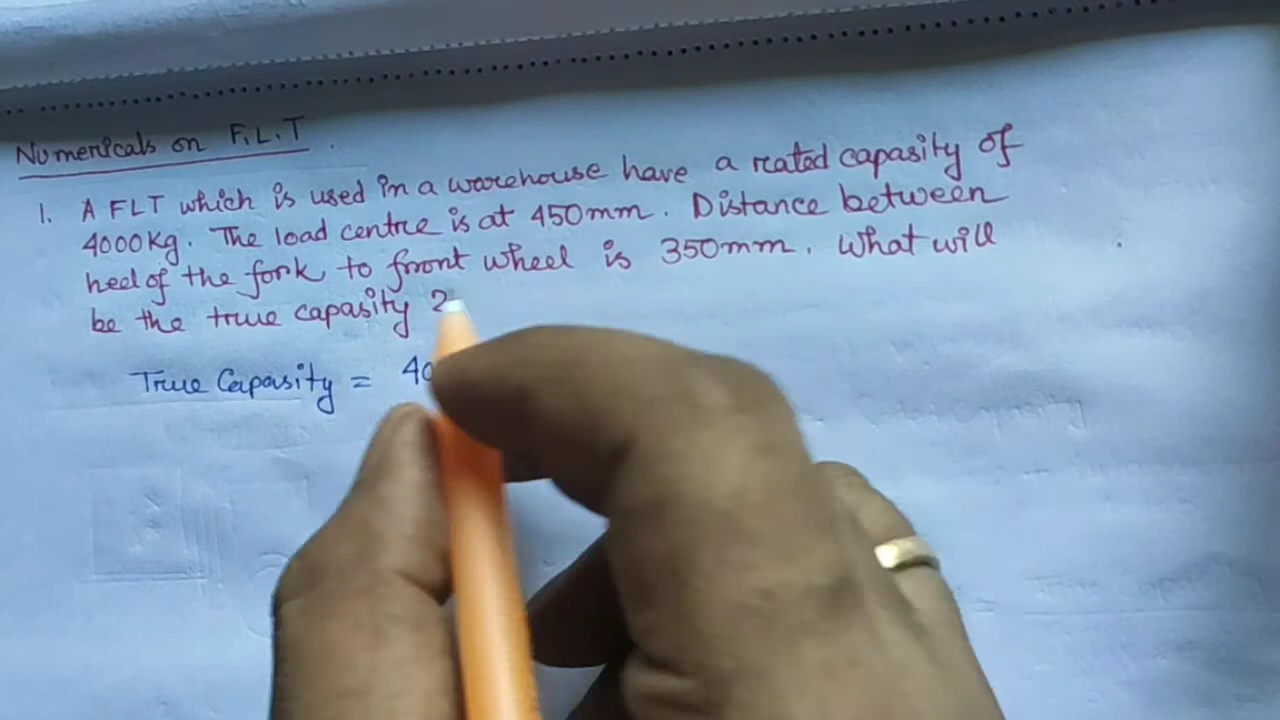 Numericals on F.L.T
1. A FLT which is used in a warehouse have a rated capasity of
4000Kg. The load centre is at 450mm. Distance between
heel of the fork to front wheel is 350mm. What will
be the true capasity ?
True Capasity = 40